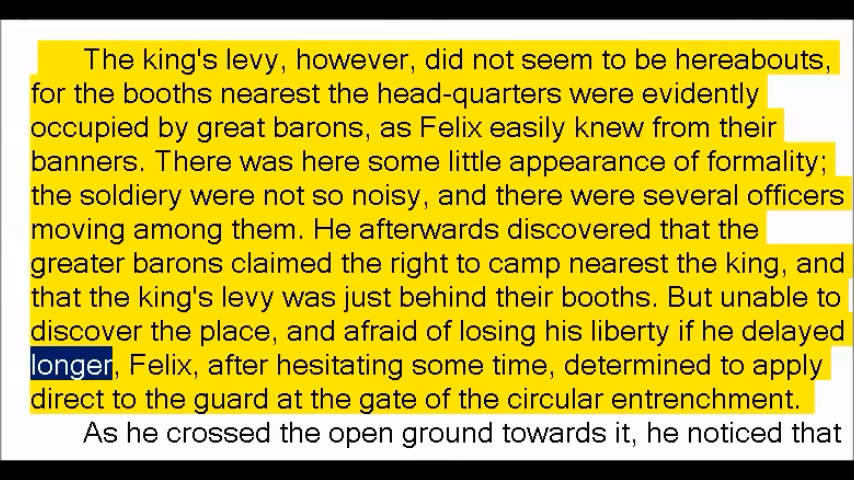 The king's levy, however, did not seem to be hereabouts,
for the booths nearest the head-quarters were evidently
occupied by great barons, as Felix easily knew from their
banners. There was here some little appearance of formality;
the soldiery were not so noisy, and there were several officers
moving among them. He afterwards discovered that the
greater barons claimed the right to camp nearest the king, and
that the king's levy was just behind their booths. But unable to
discover the place, and afraid of losing his liberty if he delayed
longer, Felix, after hesitating some time, determined to apply
direct to the guard at the gate of the circular entrenchment.
As he crossed the open ground towards it, he noticed that